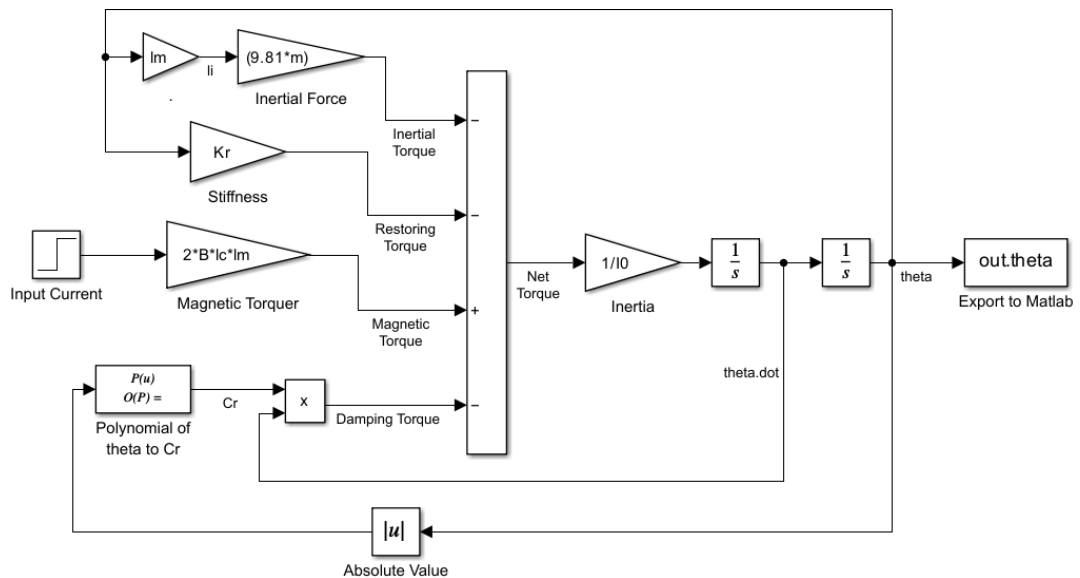 lm
li
(9.81*m)
Inertial Force
−
Inertial
Torque
Kr
Stiffness
−
Restoring
Torque
Input Current
2*B*lc*lm
Magnetic Torquer
+
Magnetic
Torque
Net
Torque
1/I0
Inertia
1
s
1
s
theta
out.theta
Export to Matlab
theta.dot
P(u)
O(P) =
Cr
x
−
Damping Torque
Polynomial of
theta to Cr
|u|
Absolute Value